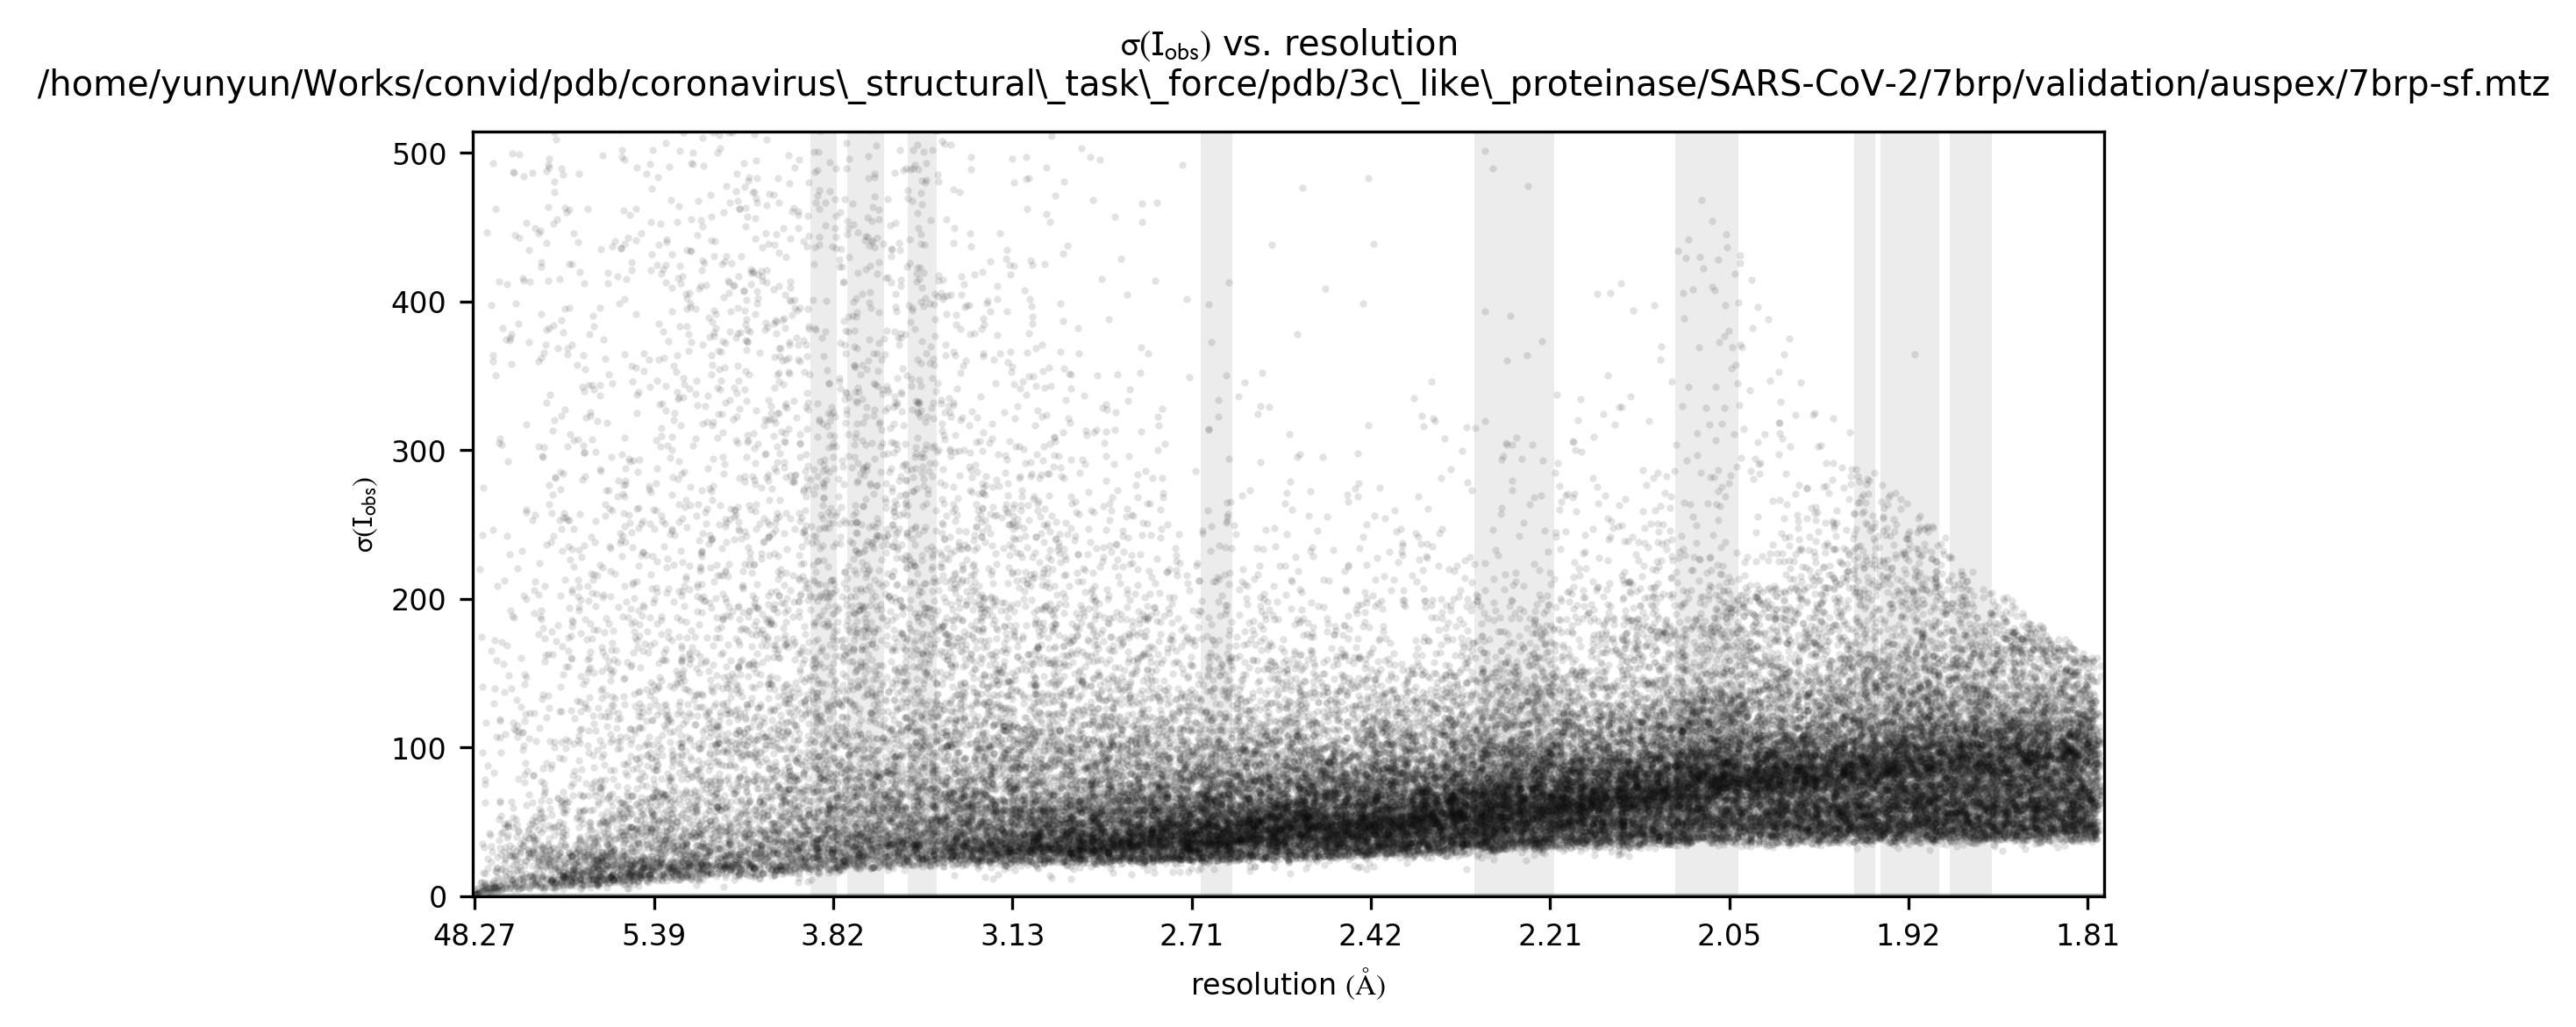 σ(I_obs) vs. resolution
/home/yunyun/Works/convid/pdb/coronavirus\_structural\_task\_force/pdb/3c\_like\_proteinase/SARS-CoV-2/7brp/validation/auspex/7brp-sf.mtz
500
400
300
200
100
0
σ(I_obs)
48.27 5.39 3.82 3.13 2.71 2.42 2.21 2.05 1.92 1.81
resolution (Å)